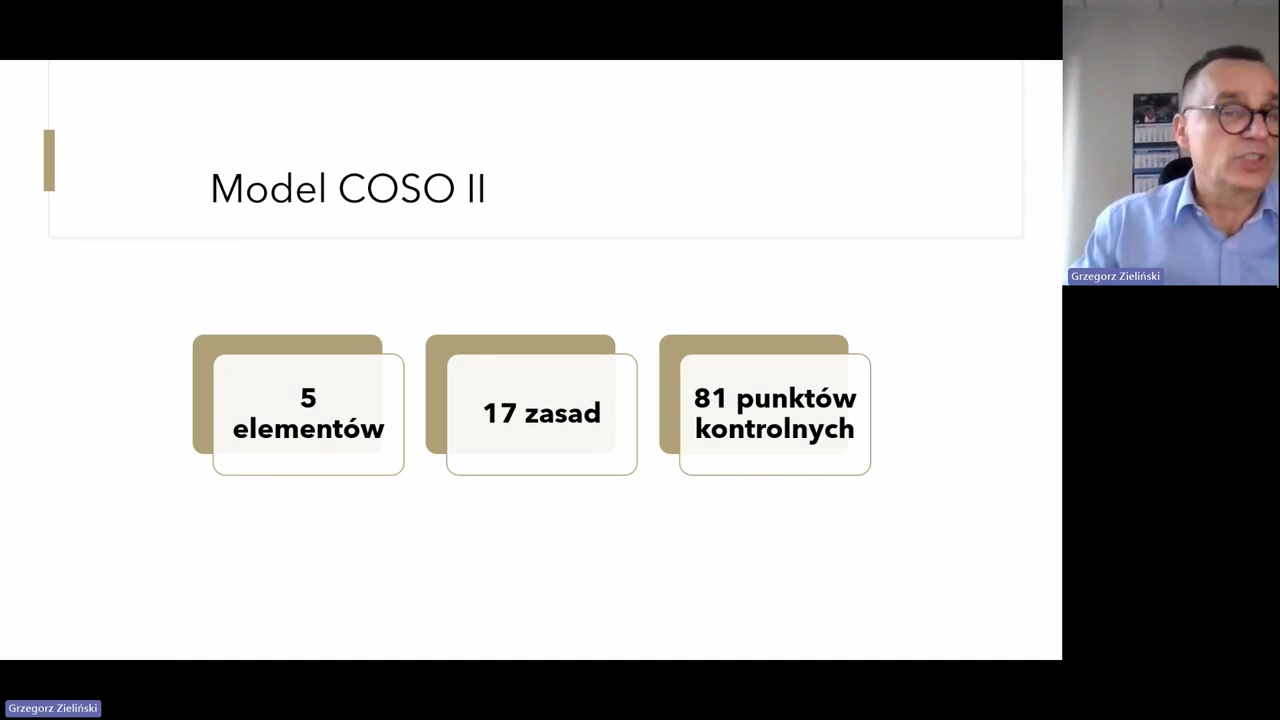 Model COSO II
5
elementów
17 zasad
81 punktów
kontrolnych
Grzegorz Zieliński
Grzegorz Zieliński